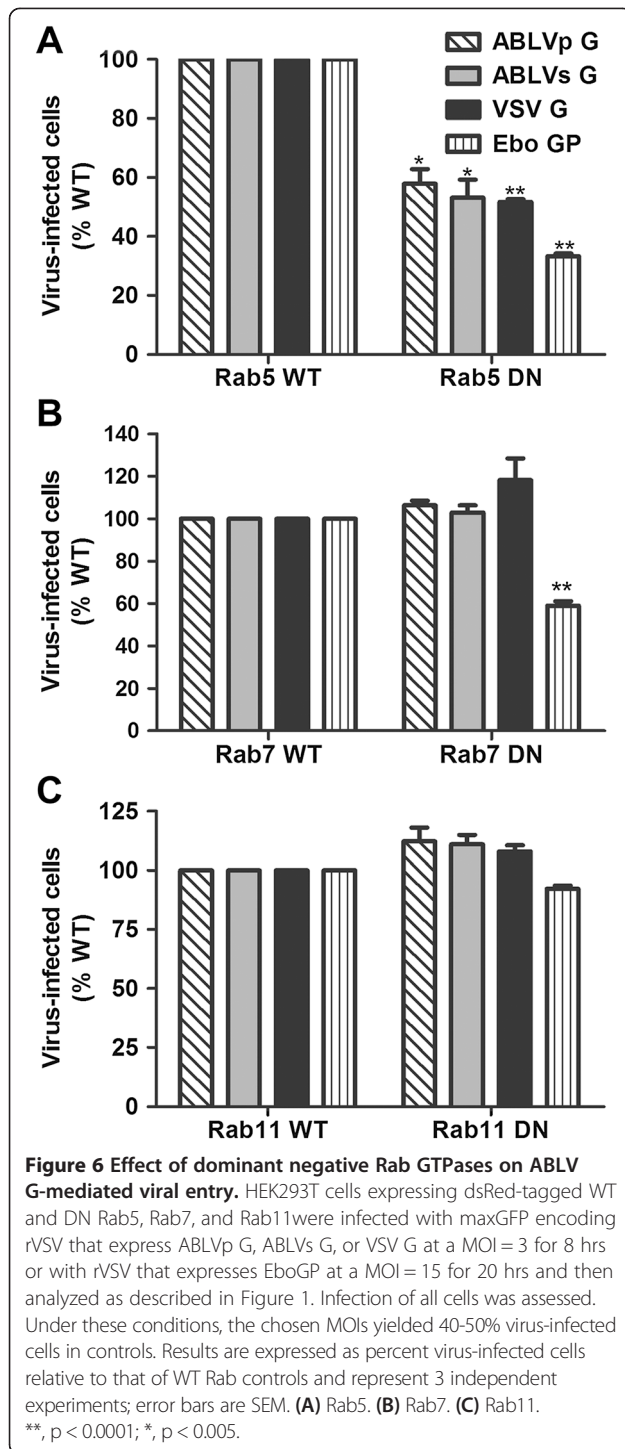 A
ABLVp G
ABLVs G
VSV G
Ebo GP
Virus-infected cells
(% WT)
100
80
60
40
20
0
*
*
**
**
Rab5 WT
Rab5 DN
B
Virus-infected cells
(% WT)
140
120
100
80
60
40
20
0
**
Rab7 WT
Rab7 DN
C
Virus-infected cells
(% WT)
125
100
75
50
25
0
Rab11 WT
Rab11 DN
Figure 6 Effect of dominant negative Rab GTPases on ABLV
G-mediated viral entry. HEK293T cells expressing dsRed-tagged WT
and DN Rab5, Rab7, and Rab11were infected with maxGFP encoding
rVSV that express ABLVp G, ABLVs G, or VSV G at a MOI = 3 for 8 hrs
or with rVSV that expresses EboGP at a MOI = 15 for 20 hrs and then
analyzed as described in Figure 1. Infection of all cells was assessed.
Under these conditions, the chosen MOIs yielded 40-50% virus-infected
cells in controls. Results are expressed as percent virus-infected cells
relative to that of WT Rab controls and represent 3 independent
experiments; error bars are SEM. (A) Rab5. (B) Rab7. (C) Rab11.
**, p < 0.0001; *, p < 0.005.